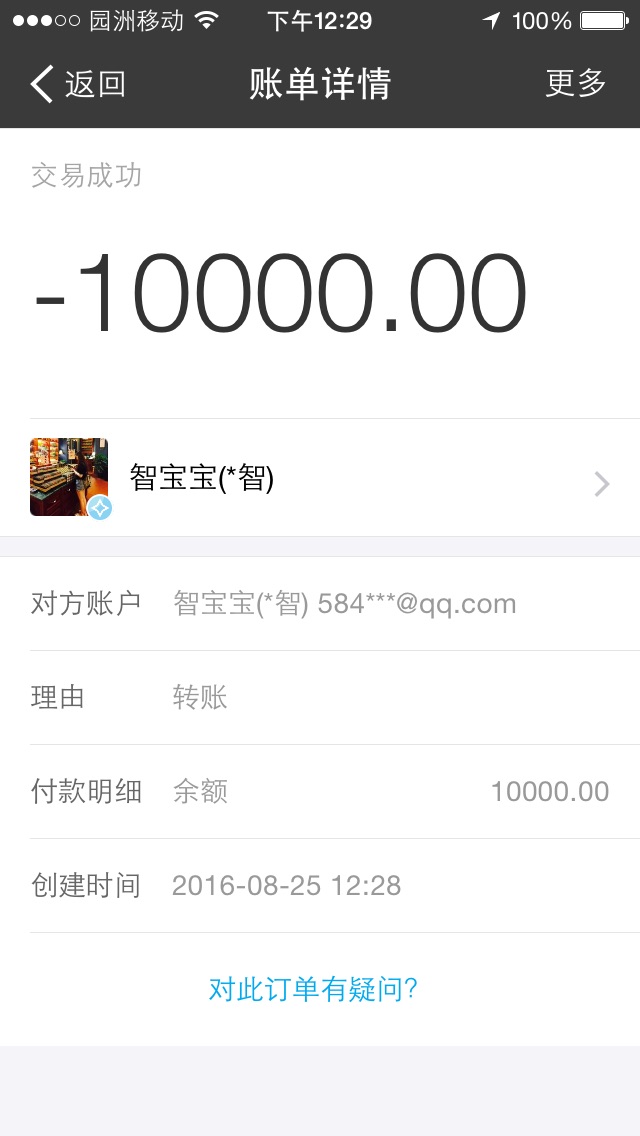 园洲移动 下午12:29 100%
返回 账单详情 更多
交易成功
-10000.00
智宝宝(*智)
对方账户 智宝宝(*智) 584***@qq.com
理由 转账
付款明细 余额 10000.00
创建时间 2016-08-25 12:28
对此订单有疑问?